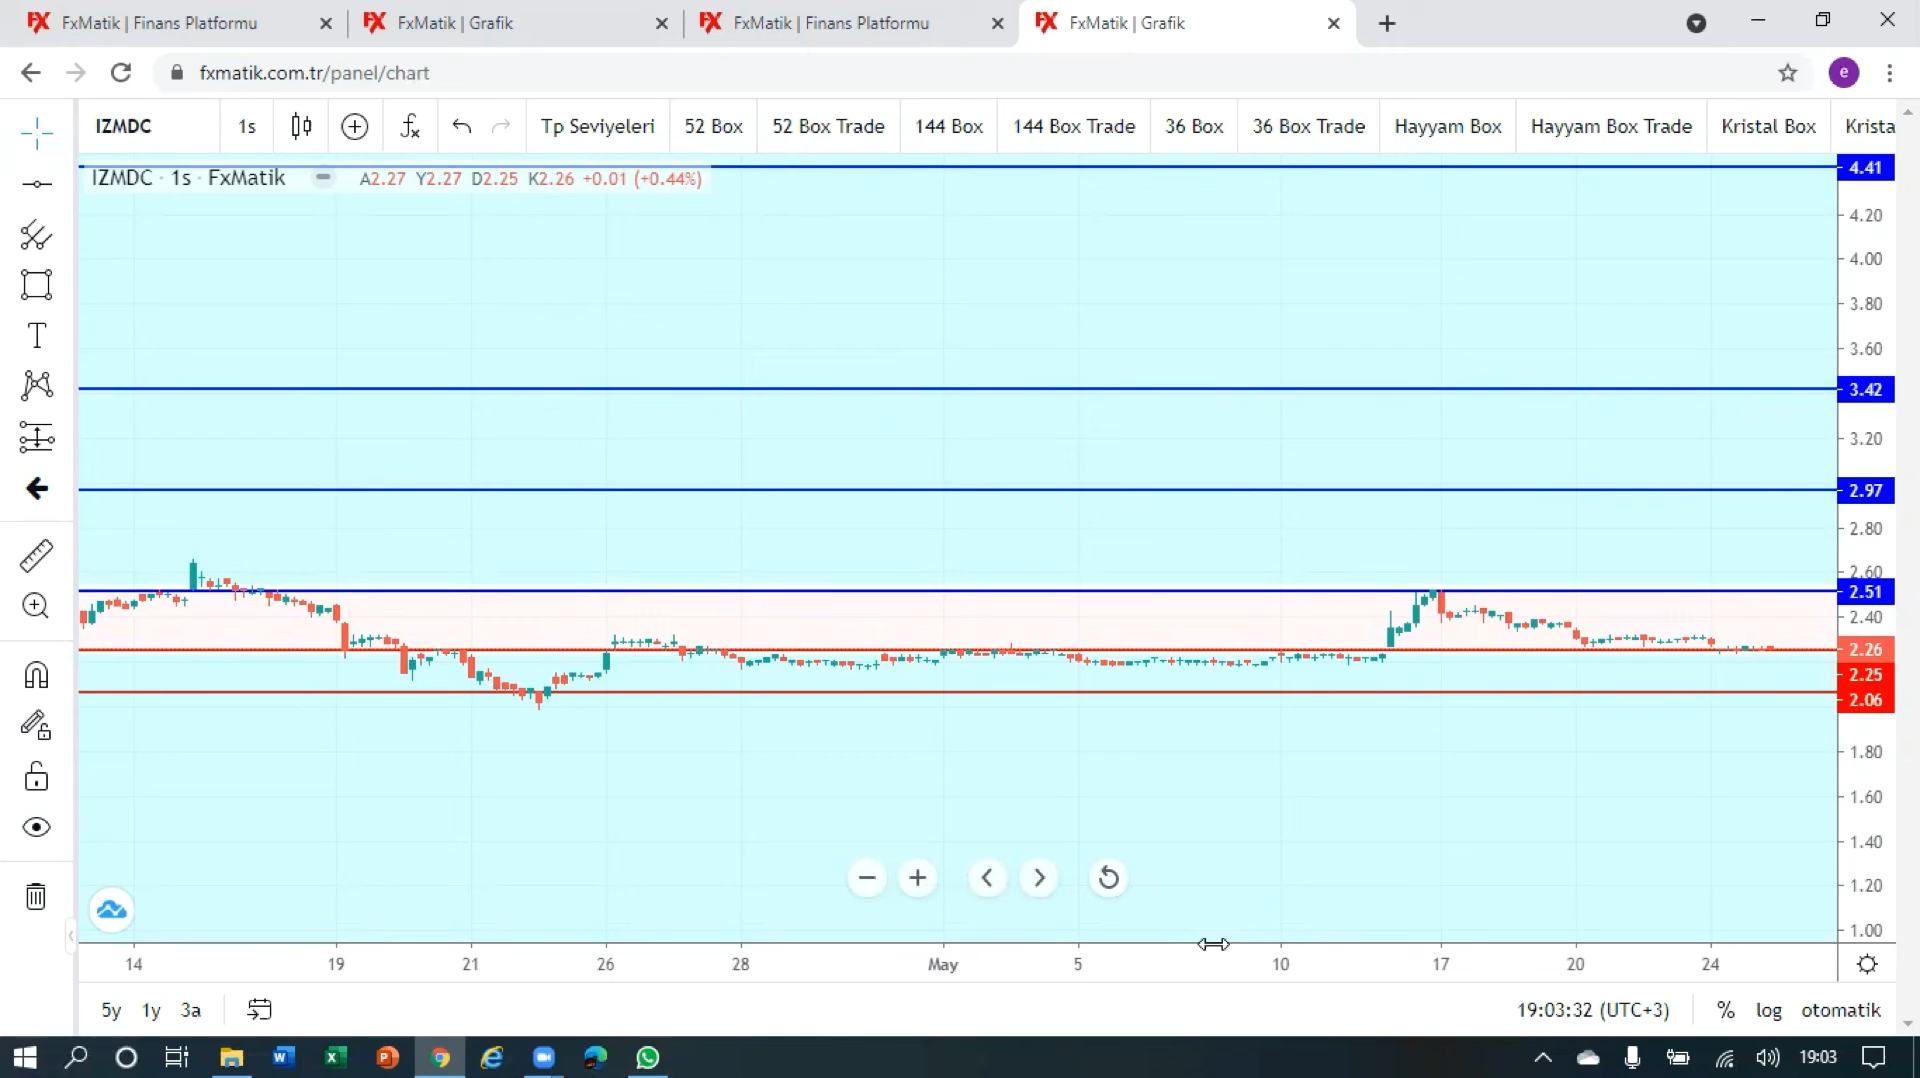 FxMatik | Finans Platformu
FxMatik | Grafik
FxMatik | Finans Platformu
FxMatik | Grafik
fxmatik.com.tr/panel/chart
e
IZMDC
1s
Tp Seviyeleri
52 Box
52 Box Trade
144 Box
144 Box Trade
36 Box
36 Box Trade
Hayyam Box
Hayyam Box Trade
Kristal Box
Krista
IZMDC · 1s · FxMatik
A2.27 Y2.27 D2.25 K2.26 +0.01 (+0.44%)
4.41
4.20
4.00
3.80
3.60
3.42
3.20
2.97
2.80
2.60
2.51
2.40
2.26
2.25
2.06
1.80
1.60
1.40
1.20
1.00
14 19 21 26 28 May 5 10 17 20 24
5y 1y 3a
19:03:32 (UTC+3)
% log otomatik
19:03